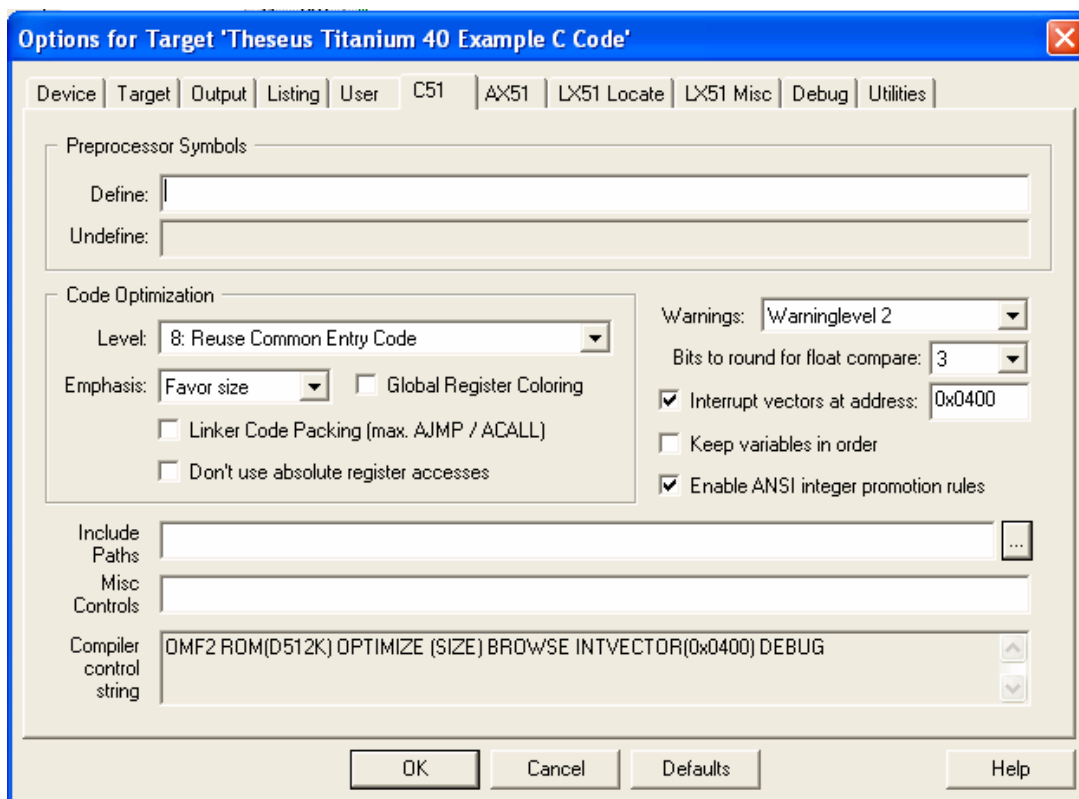 Options for Target 'Theseus Titanium 40 Example C Code'
Device Target Output Listing User C51 AX51 LX51 Locate LX51 Misc Debug Utilities
Preprocessor Symbols
Define:
Undefine:
Code Optimization
Level: 8: Reuse Common Entry Code
Emphasis: Favor size Global Register Coloring
Linker Code Packing (max. AJMP / ACALL)
Don't use absolute register accesses
Warnings: Warninglevel 2
Bits to round for float compare: 3
Interrupt vectors at address: 0x0400
Keep variables in order
Enable ANSI integer promotion rules
Include
Paths
...
Misc
Controls
Compiler
control
string
OMF2 ROM(D512K) OPTIMIZE (SIZE) BROWSE INTVECTOR(0x0400) DEBUG
OK Cancel Defaults Help